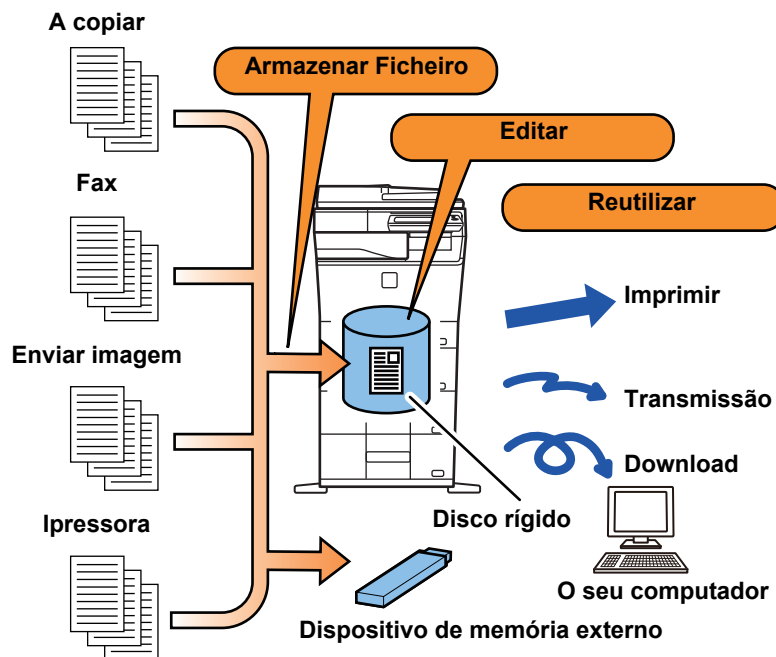 A copiar
Armazenar Ficheiro
Editar
Fax
Reutilizar
Imprimir
Enviar imagem
Transmissão
Download
Ipressora
Disco rígido
O seu computador
Dispositivo de memória externo